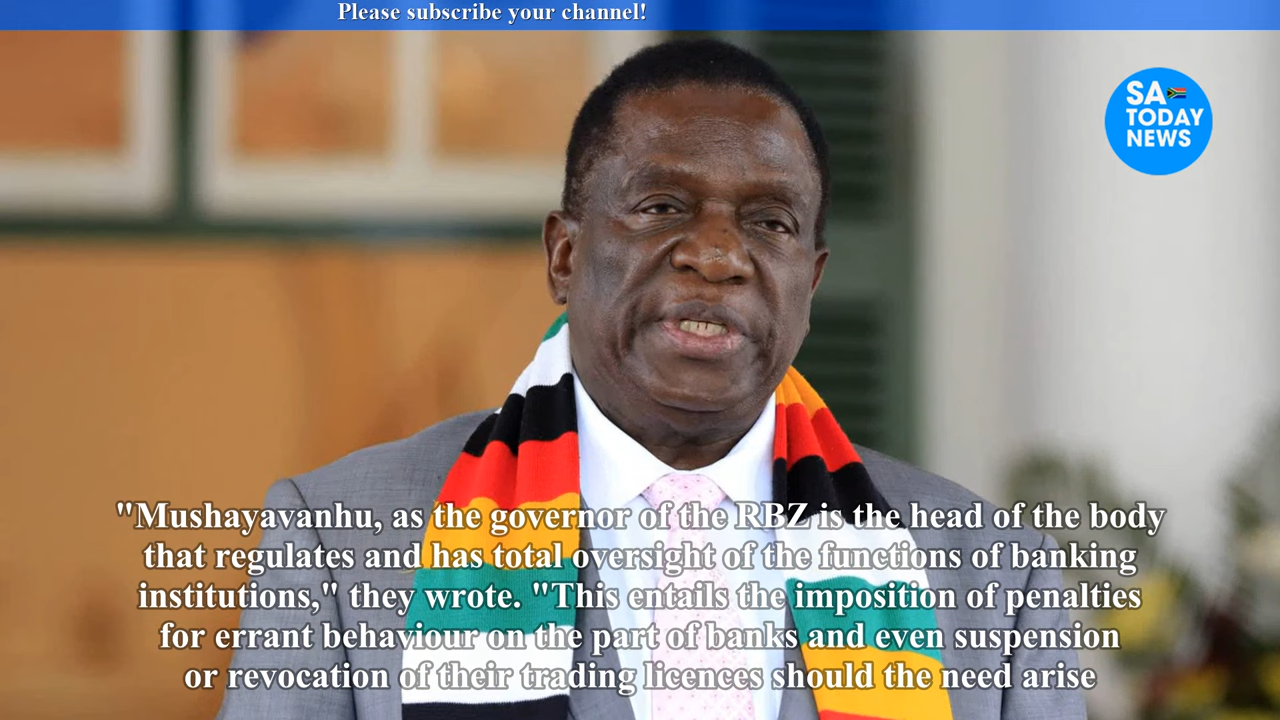 Please subscribe your channel!
SA
TODAY
NEWS
"Mushayavanhu, as the governor of the RBZ is the head of the body
that regulates and has total oversight of the functions of banking
institutions," they wrote. "This entails the imposition of penalties
for errant behaviour on the part of banks and even suspension
or revocation of their trading licences should the need arise